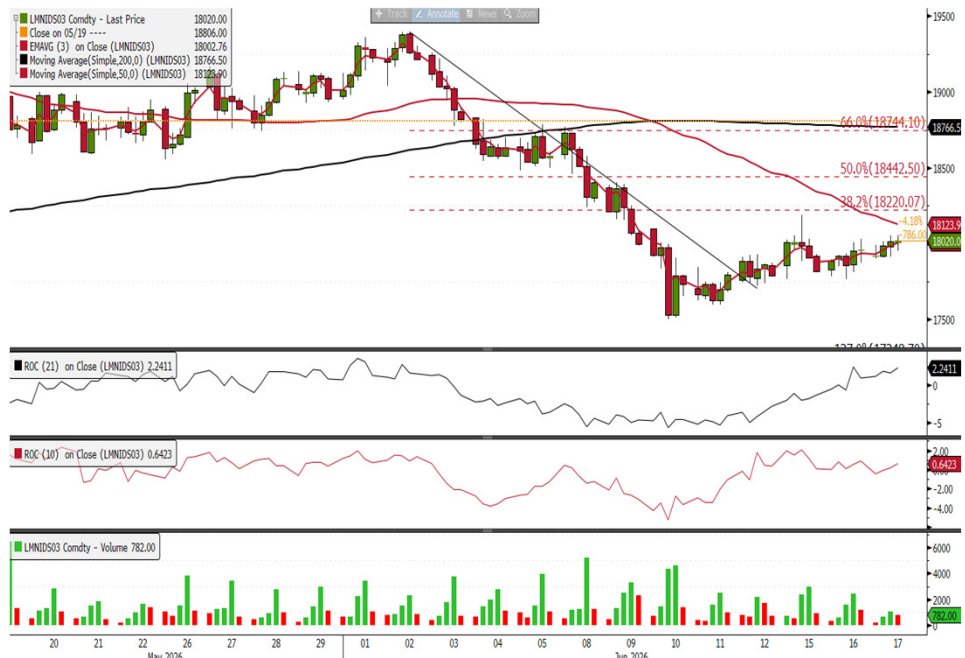 Track Annotate News Zoom
LMNIDS03 Comdty - Last Price 18020.00
Close on 05/19 ---- 18806.00
EMAVG (3) on Close (LMNIDS03) 18002.76
Moving Average(Simple,200,0) (LMNIDS03) 18766.50
Moving Average(Simple,50,0) (LMNIDS03) 18123.90
19500
19000
66.0%(18744.10)
18766.5
18500
50.0%(18442.50)
38.2%(18220.07)
-4.18%
18123.9
-786.00
18020.0
17500
ROC (21) on Close (LMNIDS03) 2.2411
2.2411
0
-5
ROC (10) on Close (LMNIDS03) 0.6423
2.00
0.6423
-2.00
-4.00
LMNIDS03 Comdty - Volume 782.00
6000
4000
2000
782.00
0
20 21 22 26 27 28 29 01 02 03 04 05 08 09 10 11 12 15 16 17
May 2026 Jun 2026